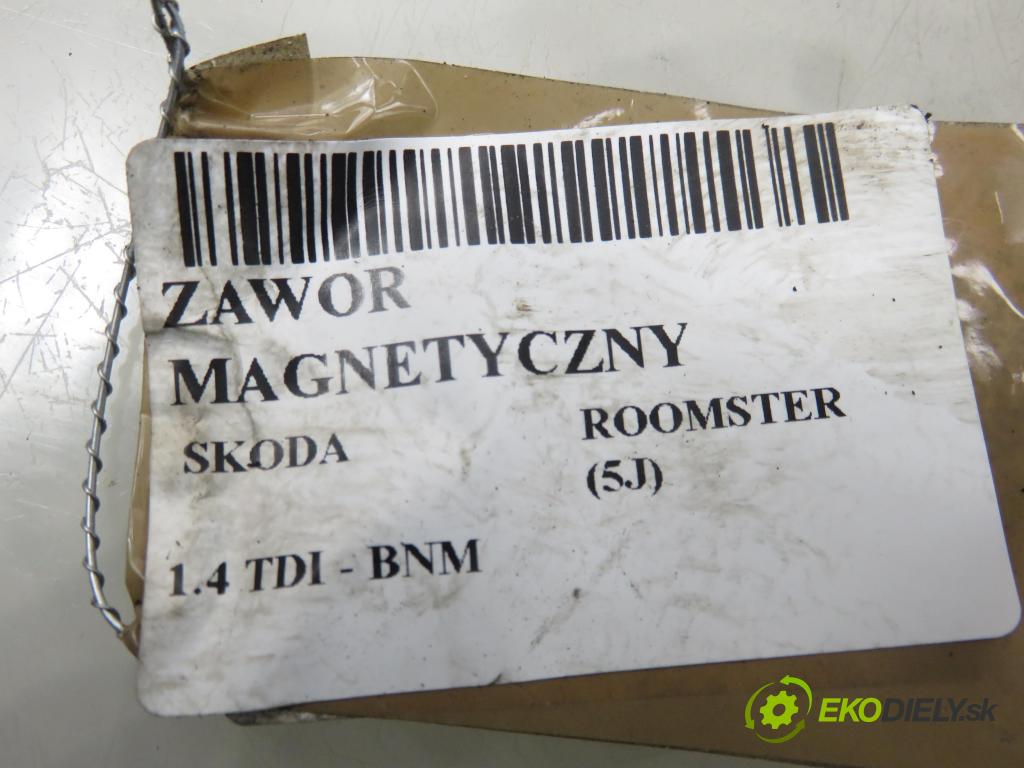 ZAWOR
MAGNETYCZNY
SKODA
ROOMSTER
(5J)
1.4 TDI - BNM
EKODIELY.sk